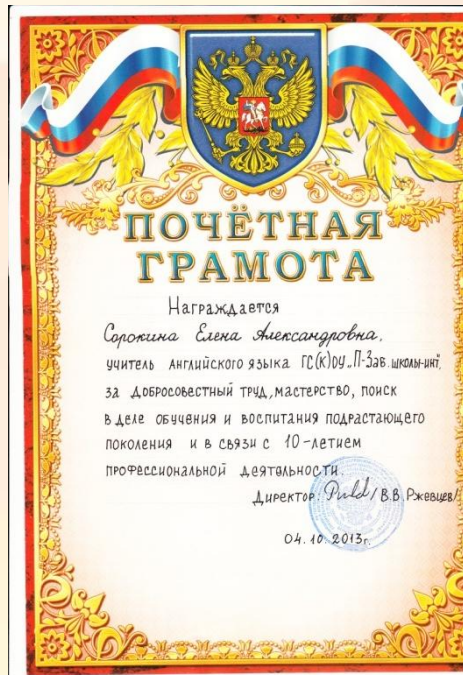 ПОЧЁТНАЯ
ГРАМОТА
Награждается
Сорокина Елена Александровна,
учитель английского языка ГС(К)ОУ „П-Заб. школы-инт",
за добросовестный труд, мастерство, поиск
в деле обучения и воспитания подрастающего
поколения и в связи с 10-летием
профессиональной деятельности.
Директор: /В.В. Ржевцев/
04.10.2013г.